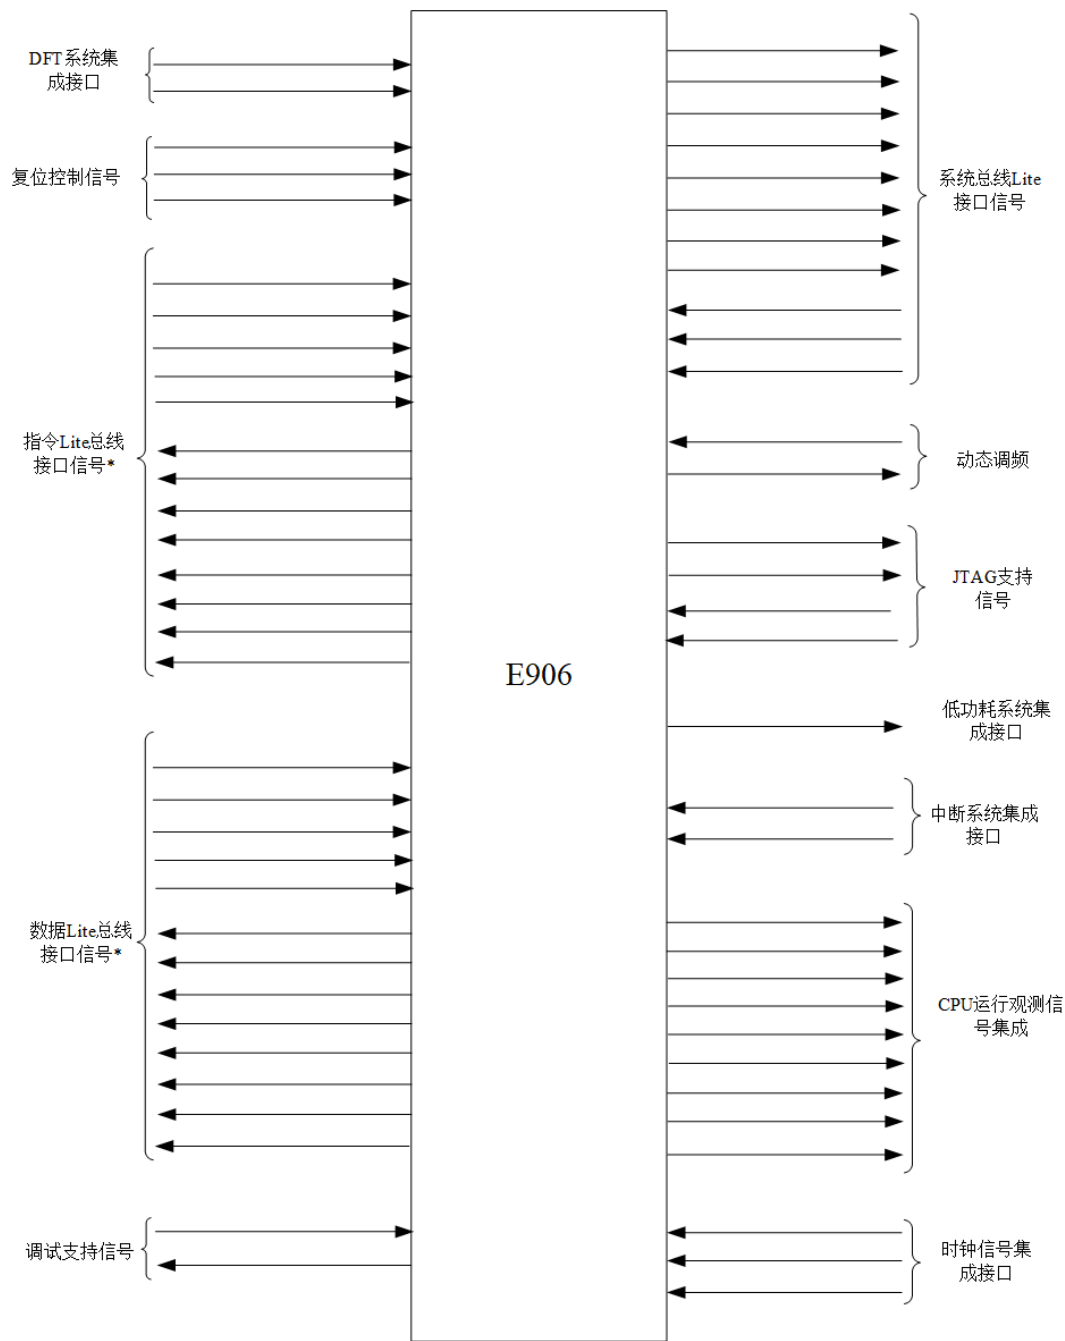 DFT系统集
成接口
复位控制信号
指令Lite总线
接口信号*
数据Lite总线
接口信号*
调试支持信号
E906
系统总线Lite
接口信号
动态调频
JTAG支持
信号
低功耗系统集
成接口
中断系统集成
接口
CPU运行观测信
号集成
时钟信号集
成接口